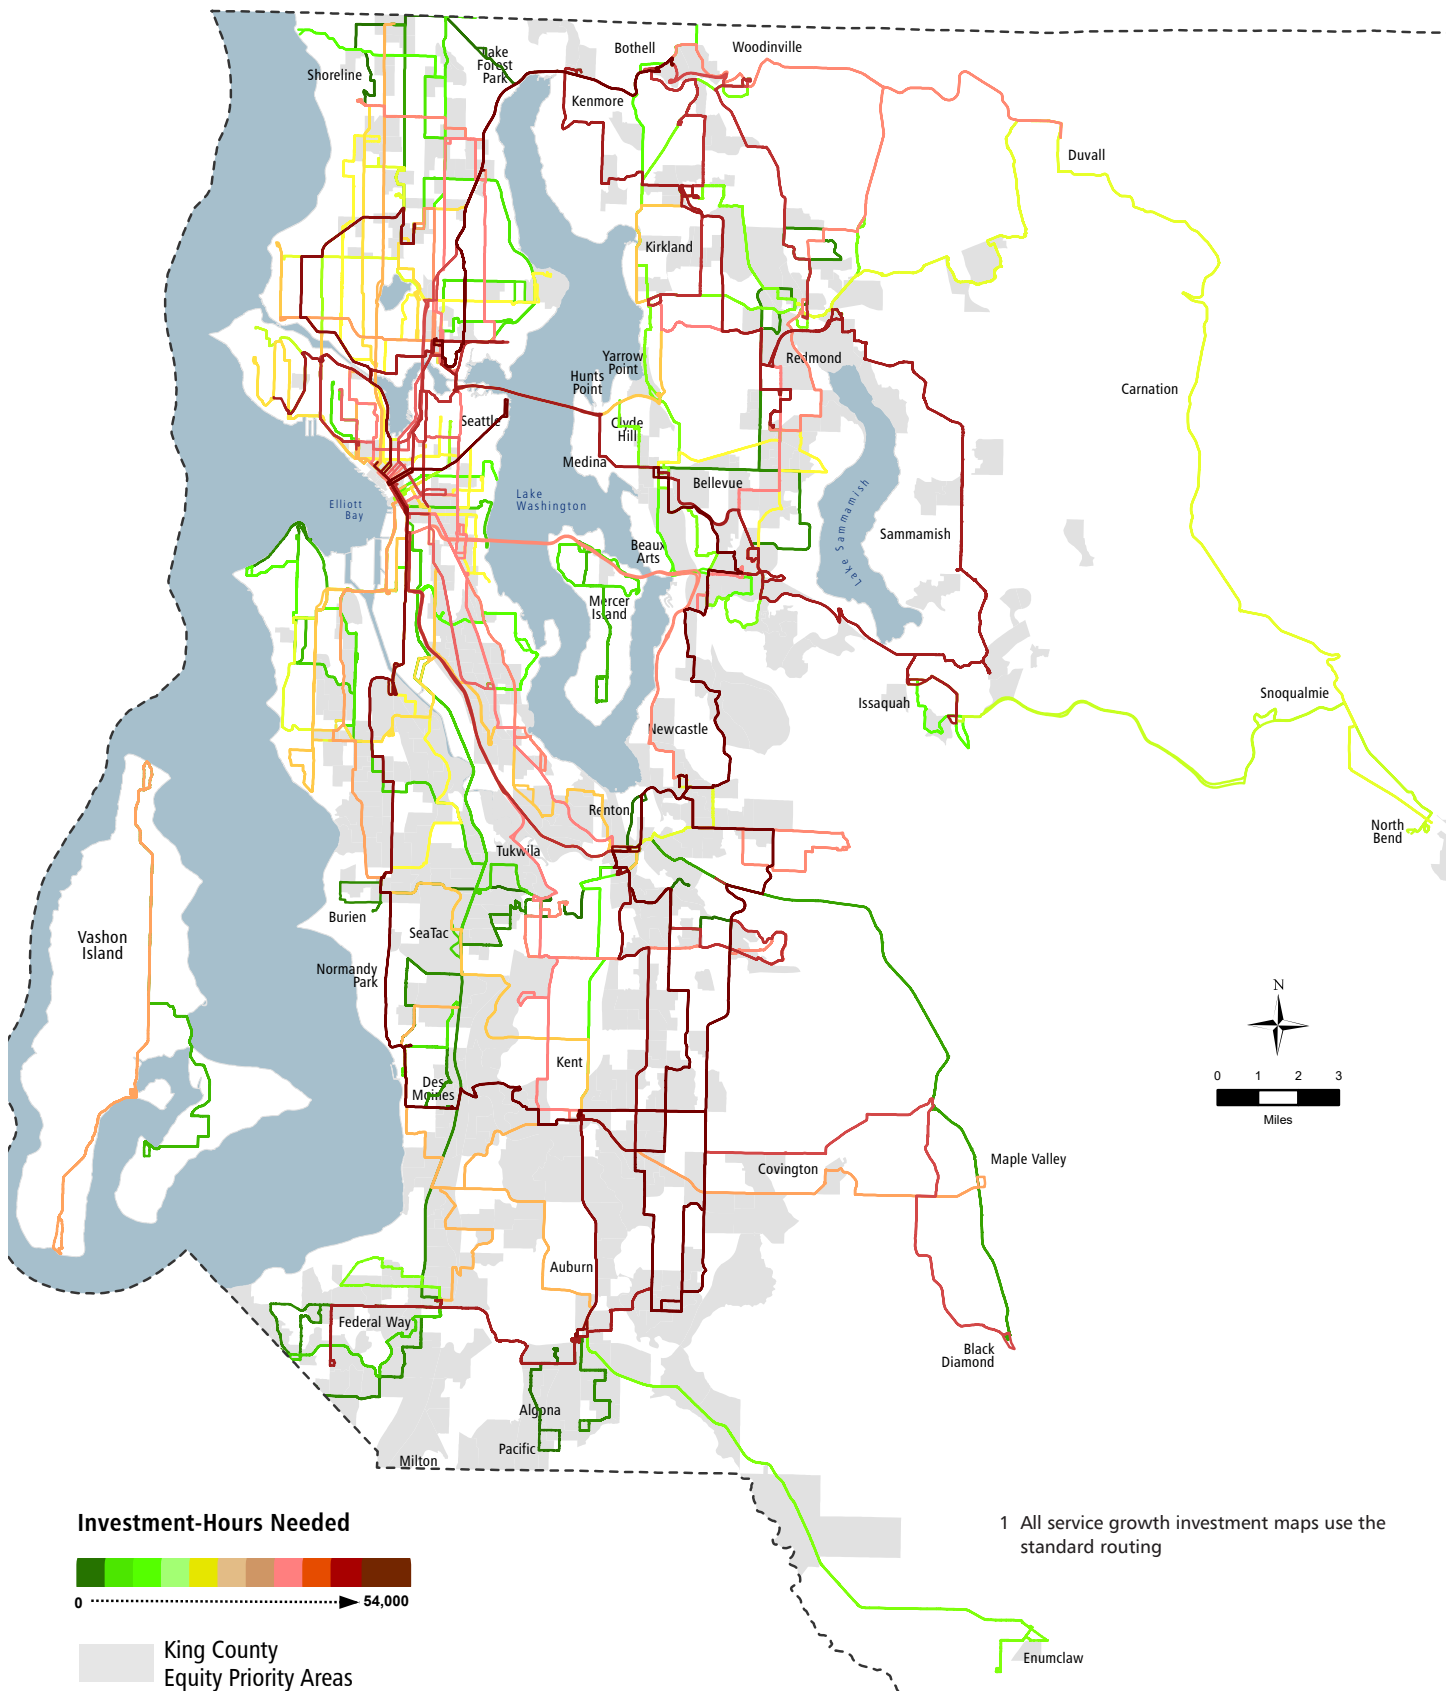 Bothell
Woodinville
Lake
Forest
Park
Shoreline
Kenmore
Duvall
Kirkland
Yarrow
Point
Hunts
Point
Redmond
Carnation
Clyde
Hill
Seattle
Medina
Bellevue
Elliott
Bay
Lake
Washington
Lake Sammamish
Sammamish
Beaux
Arts
Mercer
Island
Issaquah
Snoqualmie
Newcastle
Renton
North
Bend
Tukwila
Burien
SeaTac
Vashon
Island
Normandy
Park
N
Kent
0 1 2 3
Miles
Des
Moines
Covington
Maple Valley
Auburn
Federal Way
Black
Diamond
Algona
Pacific
Milton
Investment-Hours Needed
0 54,000
King County
Equity Priority Areas
1 All service growth investment maps use the
standard routing
Enumclaw